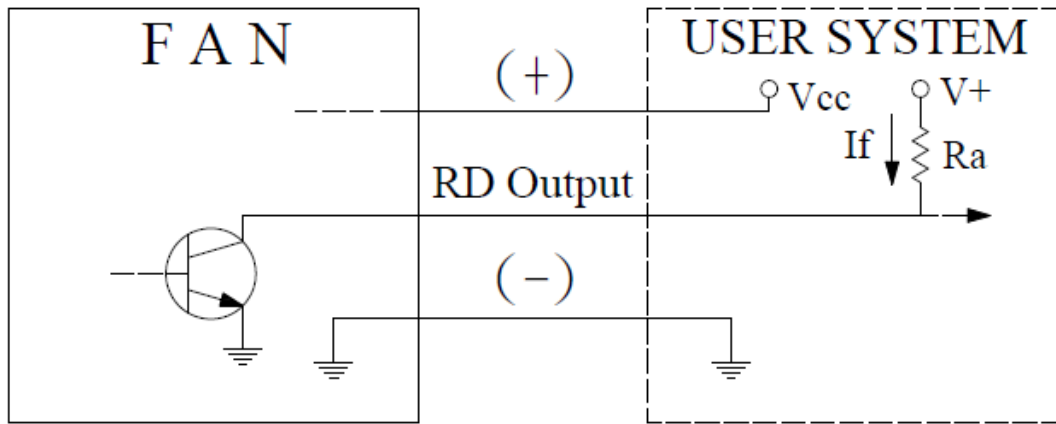 F A N
USER SYSTEM
(+)
Vcc
V+
If
Ra
RD Output
(-)